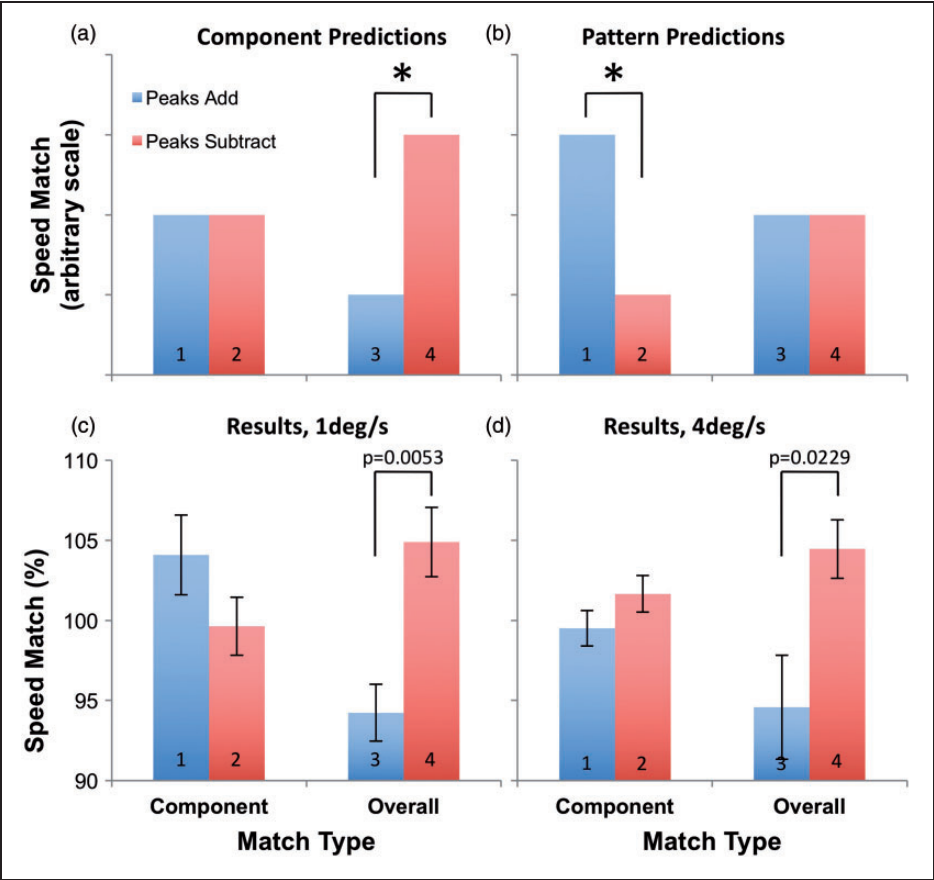 (a) Component Predictions
(b) Pattern Predictions
Speed Match
(arbitrary scale)
Peaks Add
Peaks Subtract
*
*
1 2 3 4
1 2 3 4
(c) Results, 1deg/s
(d) Results, 4deg/s
p=0.0053
p=0.0229
Speed Match (%)
110
105
100
95
90
1 2 3 4
1 2 3 4
Component Overall
Component Overall
Match Type
Match Type